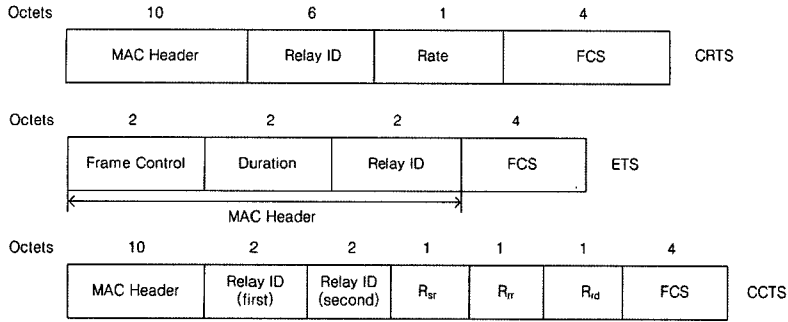 Octets 10 6 1 4
MAC Header Relay ID Rate FCS CRTS
Octets 2 2 2 4
Frame Control Duration Relay ID FCS ETS
MAC Header
Octets 10 2 2 1 1 1 4
MAC Header Relay ID (first) Relay ID (second) Rsr Rrr Rrd FCS CCTS